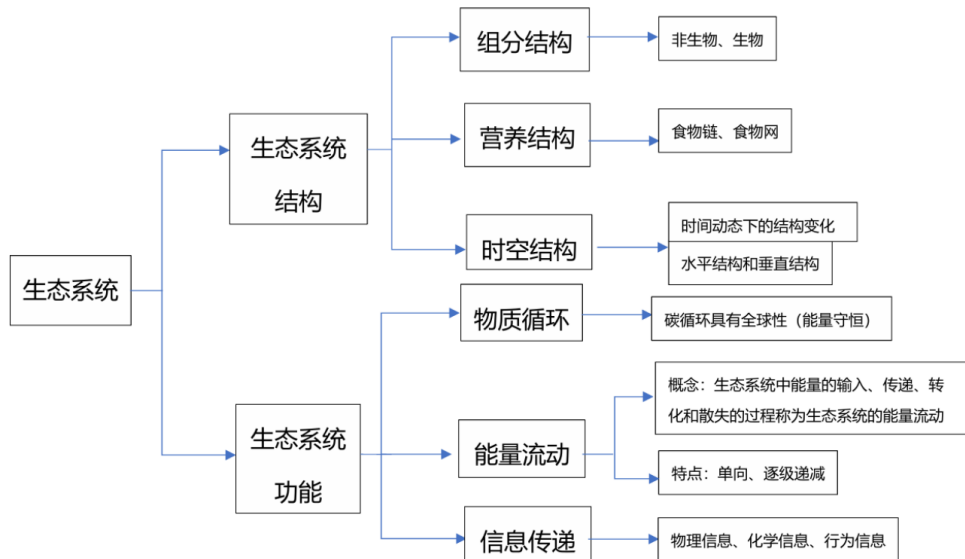 生态系统
生态系统
结构
组分结构
非生物、生物
营养结构
食物链、食物网
时空结构
时间动态下的结构变化
水平结构和垂直结构
生态系统
功能
物质循环
碳循环具有全球性（能量守恒）
能量流动
概念：生态系统中能量的输入、传递、转
化和散失的过程称为生态系统的能量流动
特点：单向、逐级递减
信息传递
物理信息、化学信息、行为信息